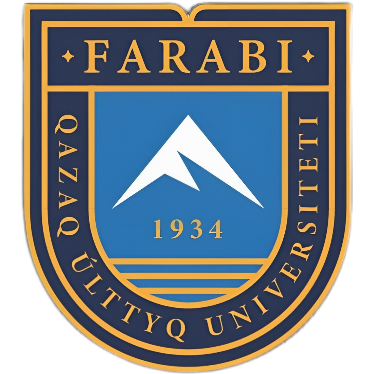 FARABI
QAZAQ ÚLTTYQ UNIVERSITETI
1934